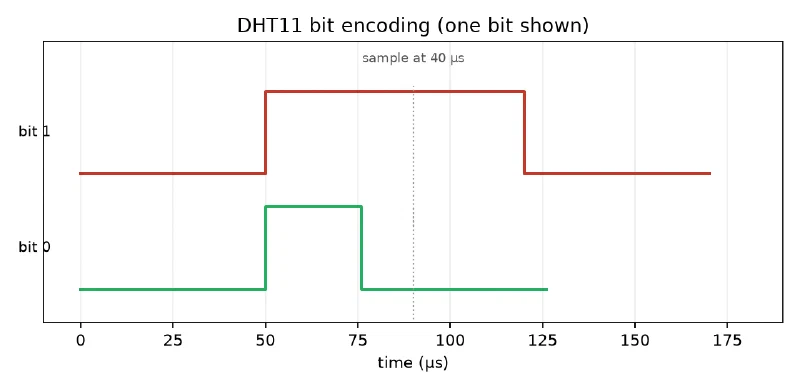 DHT11 bit encoding (one bit shown)
sample at 40 µs
bit 1
bit 0
0 25 50 75 100 125 150 175
time (µs)